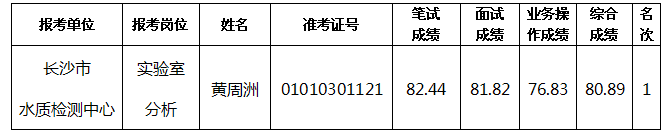 报考单位 报考岗位 姓名 准考证号 笔试成绩 面试成绩 业务操作成绩 综合成绩 名次
长沙市水质检测中心 实验室分析 黄周洲 01010301121 82.44 81.82 76.83 80.89 1